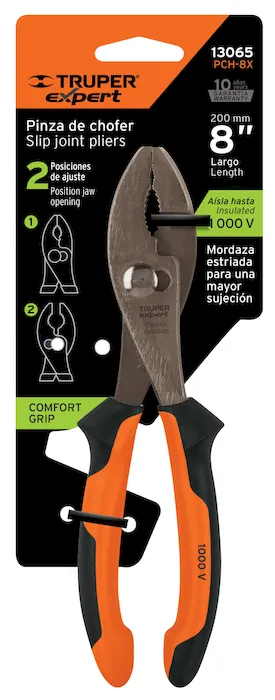 TRUPER
expert
13065
PCH-8X
10 años
years
GARANTÍA
WARRANTY
Pinza de chofer
Slip joint pliers
200 mm
8”
Largo
Length
2 Posiciones
de ajuste
Position jaw
opening
1
2
Aísla hasta
Insulated
1 000 V
Mordaza
estriada
para una
mayor
sujeción
TRUPER
expert
COMFORT
GRIP
1000 V